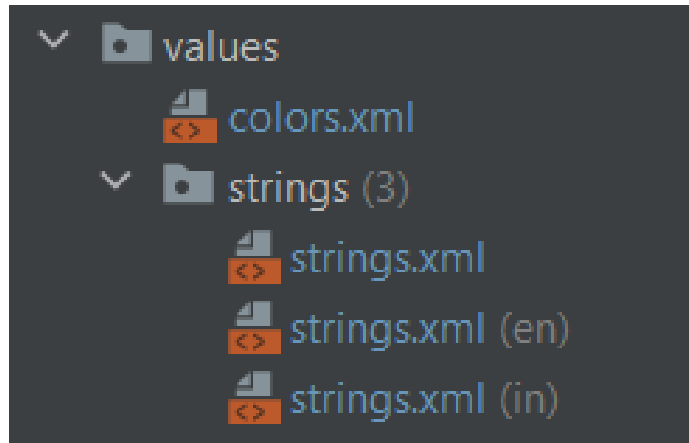 values
colors.xml
strings (3)
strings.xml
strings.xml (en)
strings.xml (in)